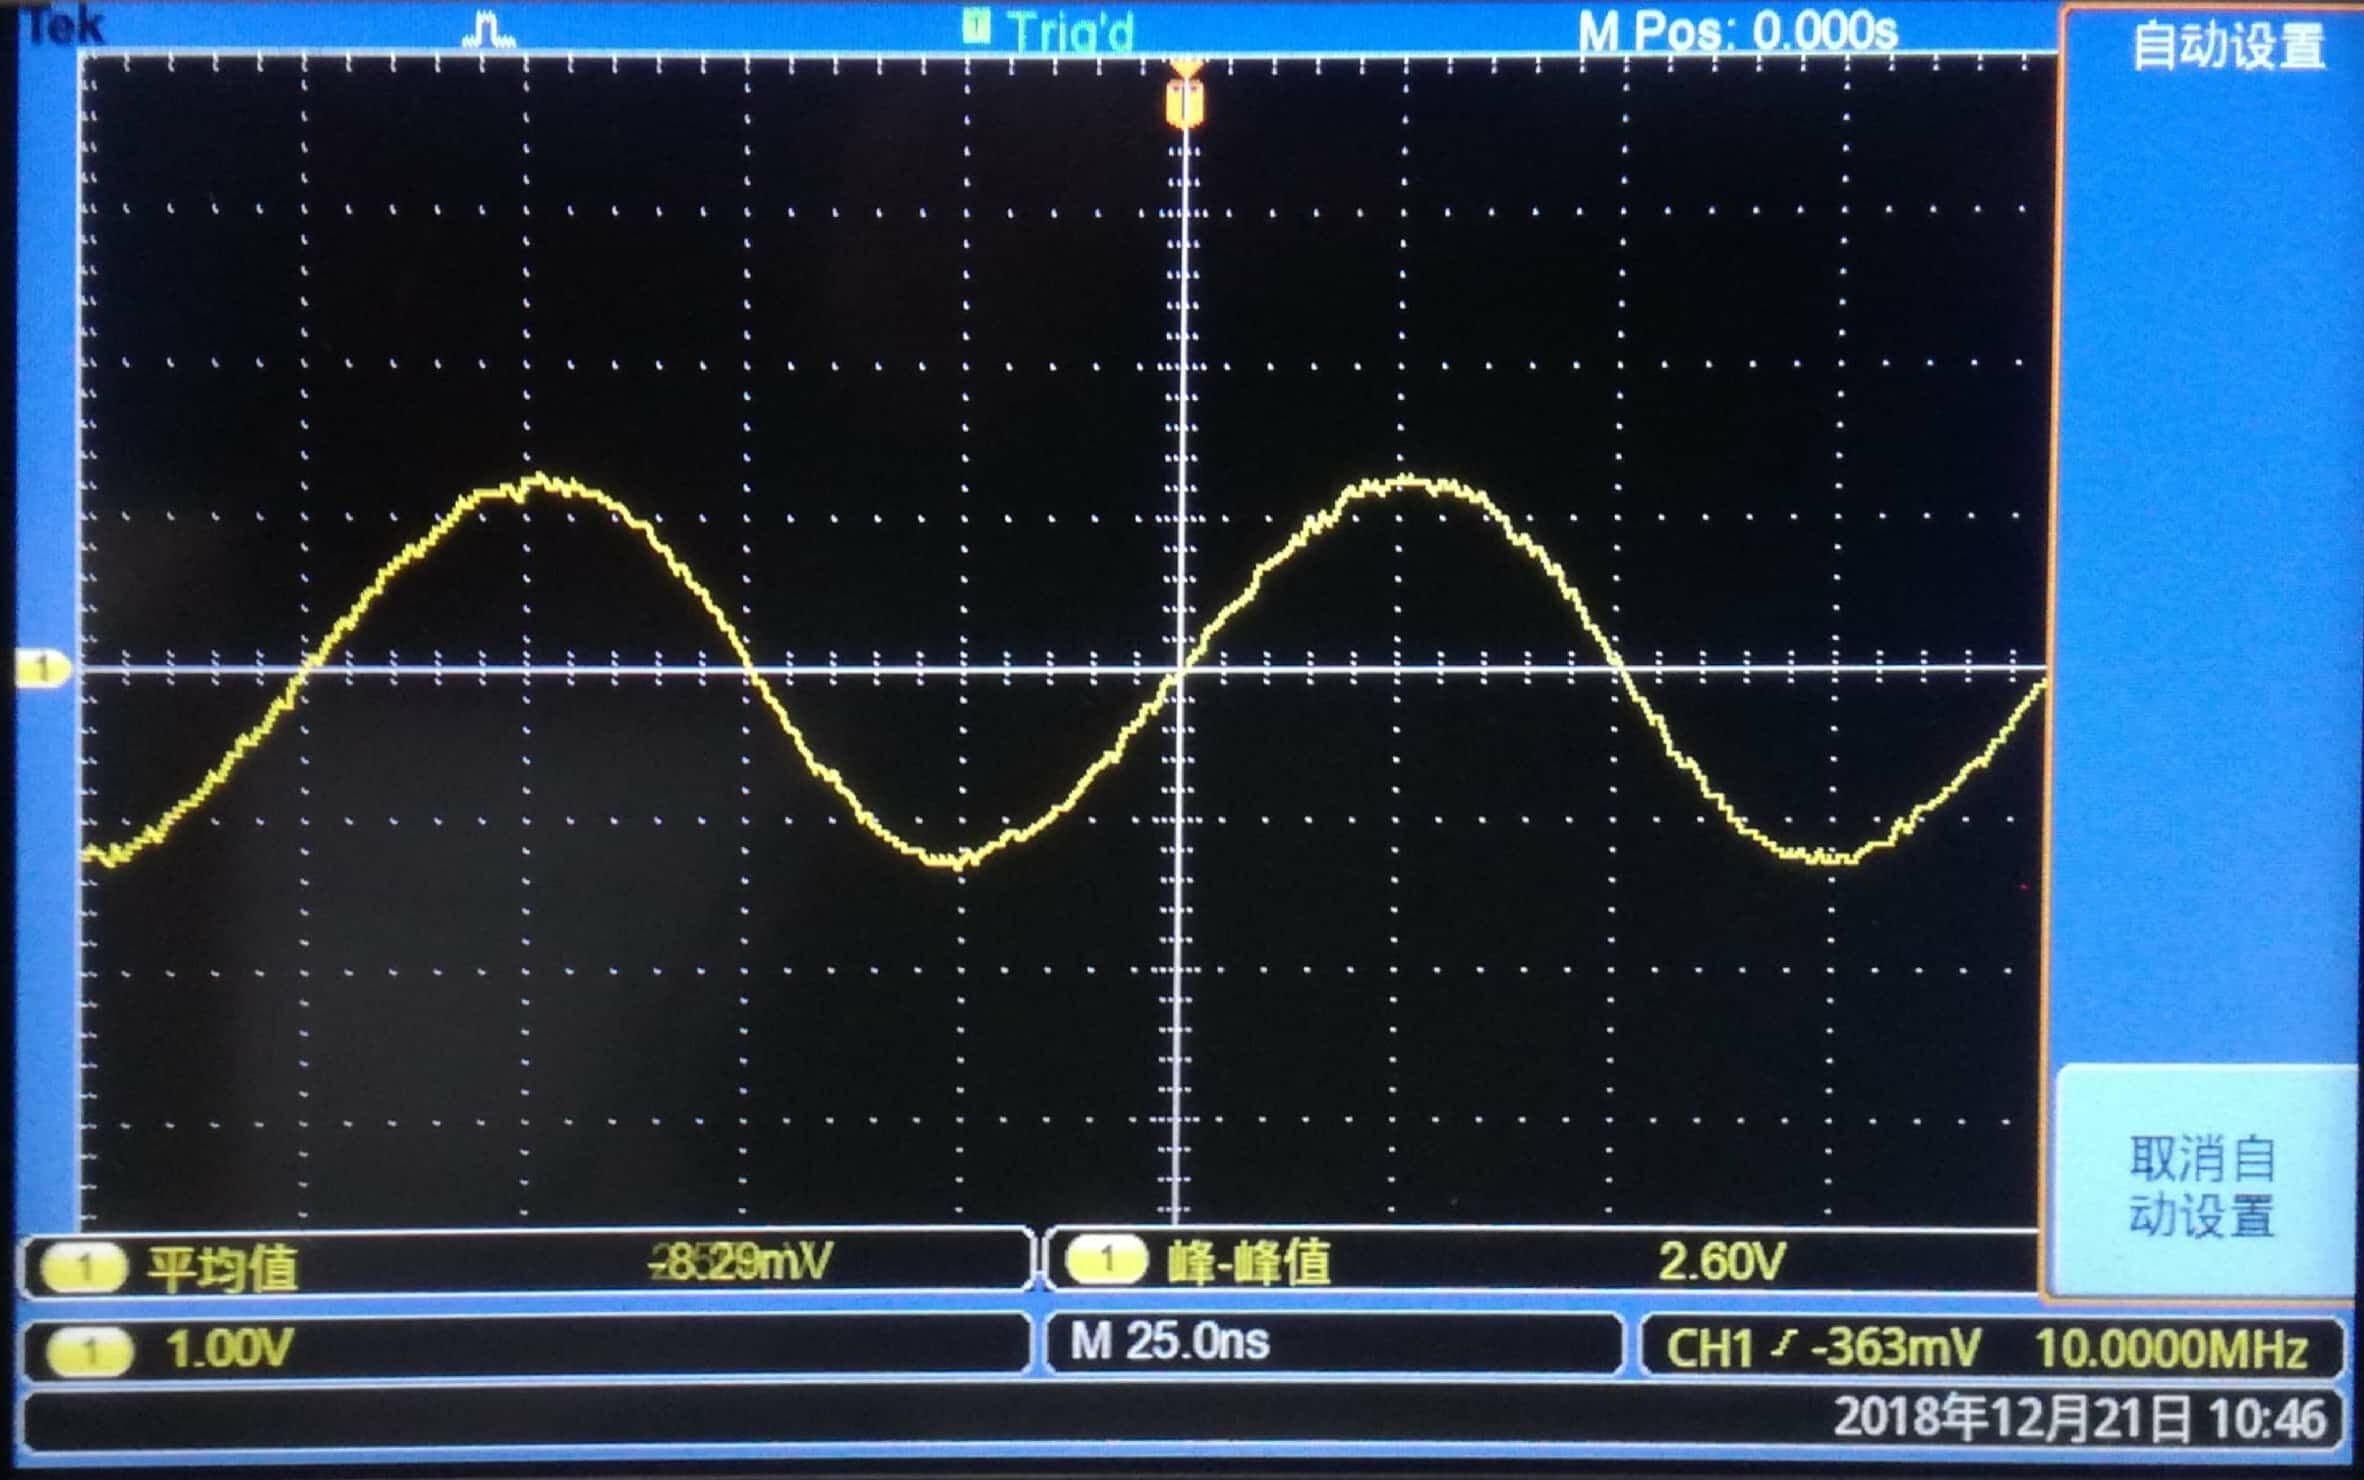 Tek
Trig'd
M Pos: 0.000s
自动设置
1
取消自
动设置
1 平均值
1 峰-峰值 2.60V
1 1.00V
M 25.0ns
CH1 -363mV 10.0000MHz
2018年12月21日 10:46